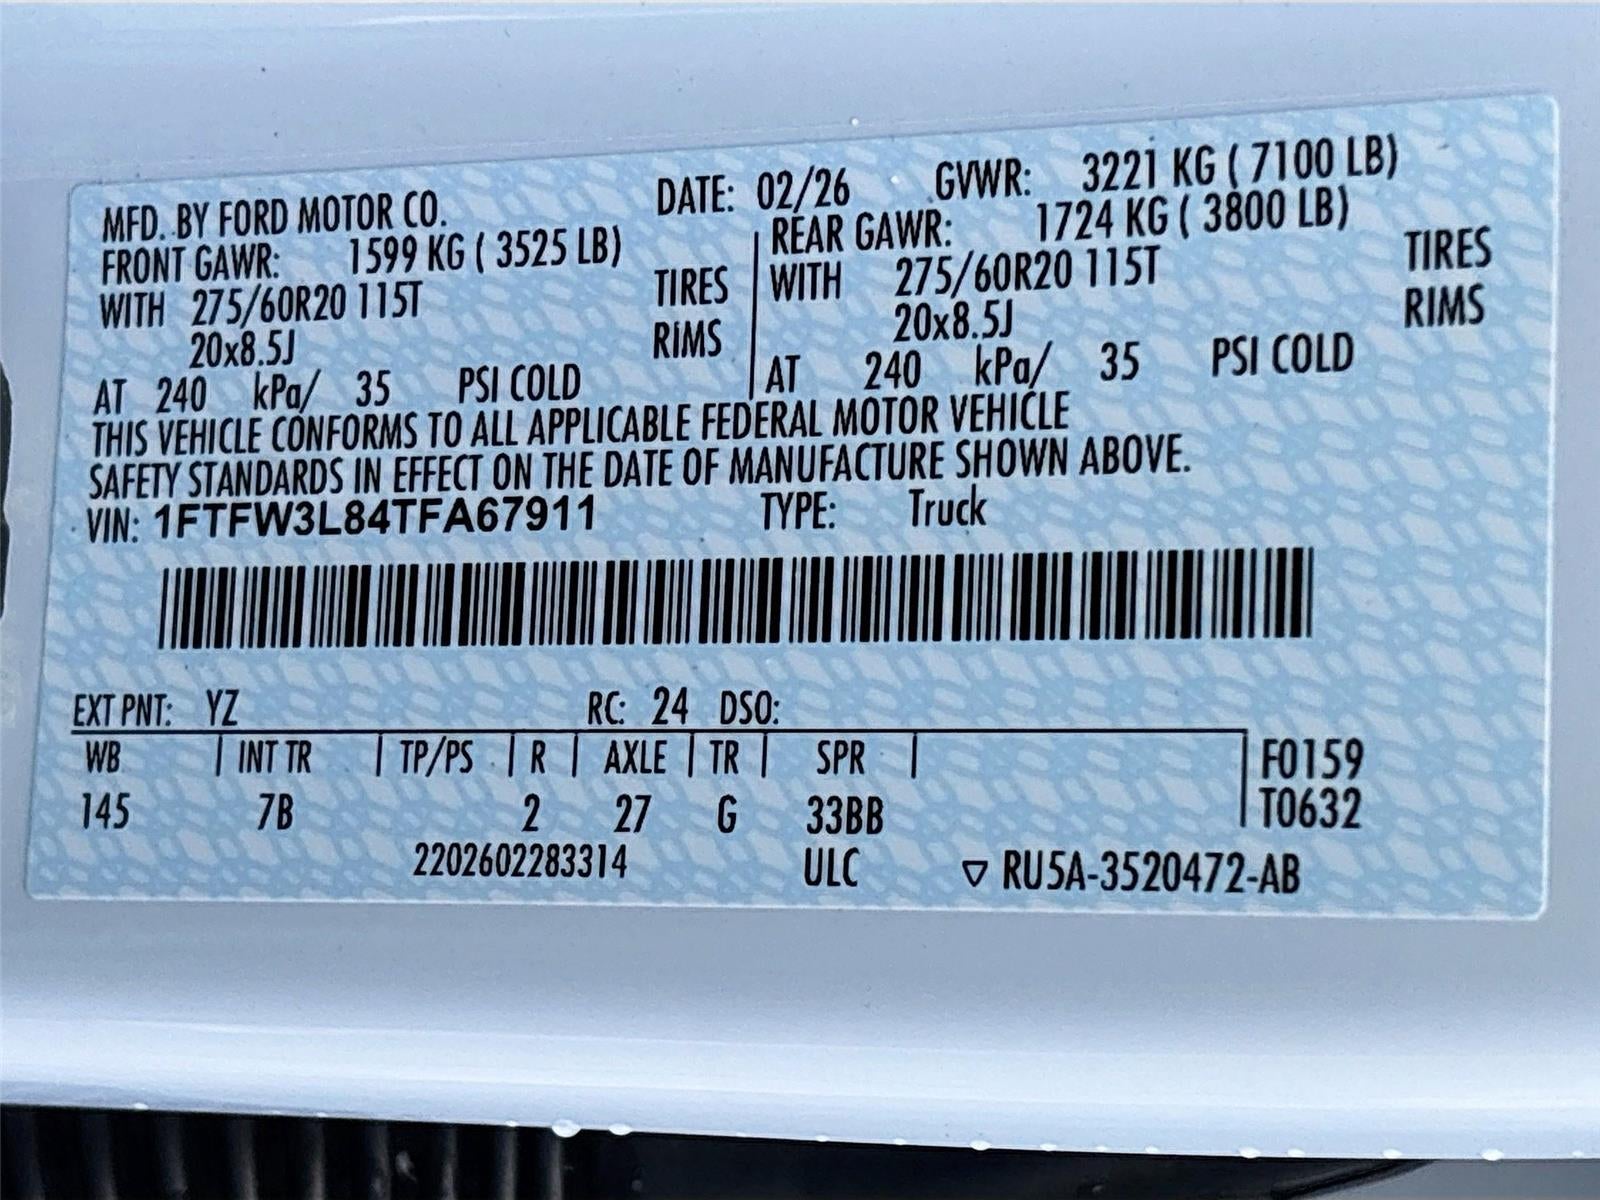 MFD. BY FORD MOTOR CO. DATE: 02/26 GVWR: 3221 KG ( 7100 LB)
FRONT GAWR: 1599 KG ( 3525 LB) REAR GAWR: 1724 KG ( 3800 LB)
WITH 275/60R20 115T TIRES WITH 275/60R20 115T TIRES
20x8.5J RIMS 20x8.5J RIMS
AT 240 kPa/ 35 PSI COLD AT 240 kPa/ 35 PSI COLD
THIS VEHICLE CONFORMS TO ALL APPLICABLE FEDERAL MOTOR VEHICLE
SAFETY STANDARDS IN EFFECT ON THE DATE OF MANUFACTURE SHOWN ABOVE.
VIN: 1FTFW3L84TFA67911 TYPE: Truck
EXT PNT: YZ RC: 24 DSO:
WB INT TR TP/PS R AXLE TR SPR F0159
145 7B 2 27 G 33BB T0632
2202602283314 ULC ▽ RU5A-3520472-AB